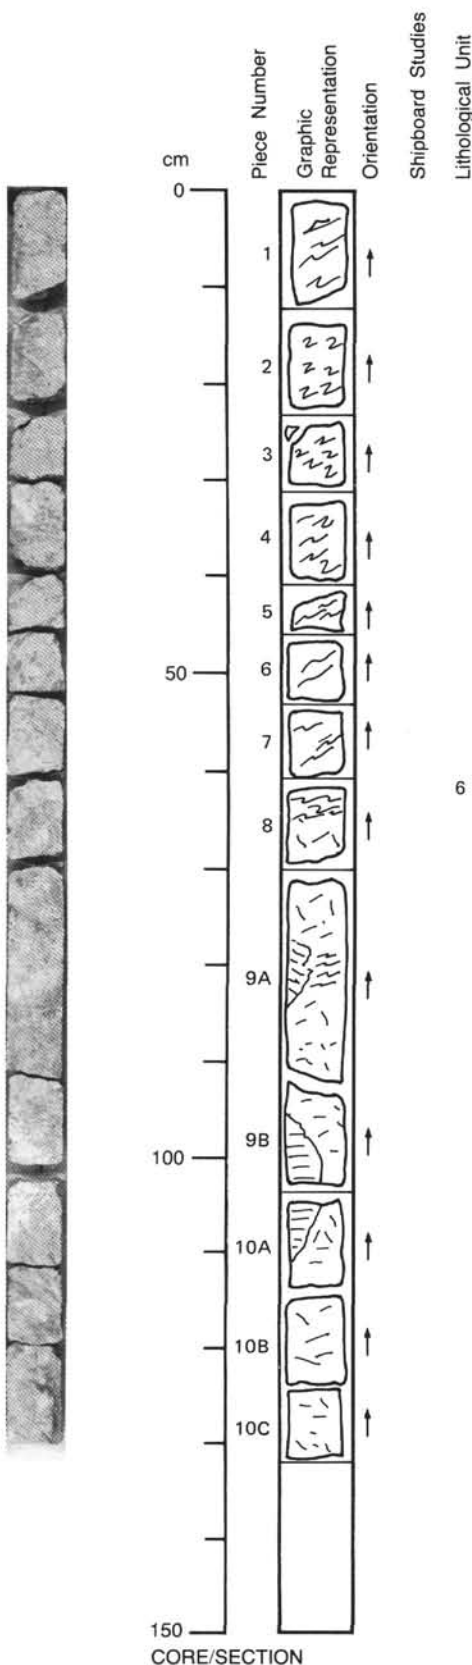 cm
Piece Number
Graphic
Representation
Orientation
Shipboard Studies
Lithological Unit
0
1
2
3
4
5
50
6
7
6
8
9A
100
9B
10A
10B
10C
150
CORE/SECTION